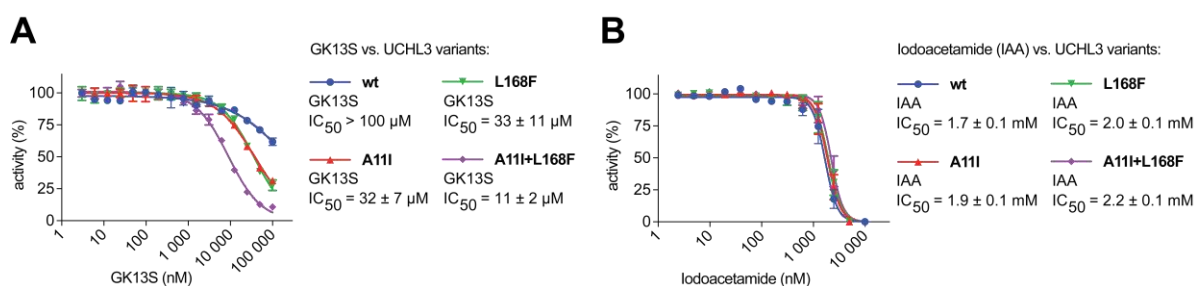 A
GK13S vs. UCHL3 variants:
wt
GK13S
IC50 > 100 µM
L168F
GK13S
IC50 = 33 ± 11 µM
A11I
GK13S
IC50 = 32 ± 7 µM
A11I+L168F
GK13S
IC50 = 11 ± 2 µM
activity (%)
100
75
50
25
0
1
10
100
1 000
10 000
100 000
GK13S (nM)
B
Iodoacetamide (IAA) vs. UCHL3 variants:
wt
IAA
IC50 = 1.7 ± 0.1 mM
L168F
IAA
IC50 = 2.0 ± 0.1 mM
A11I
IAA
IC50 = 1.9 ± 0.1 mM
A11I+L168F
IAA
IC50 = 2.2 ± 0.1 mM
activity (%)
100
75
50
25
0
1
10
100
1 000
10 000
Iodoacetamide (nM)